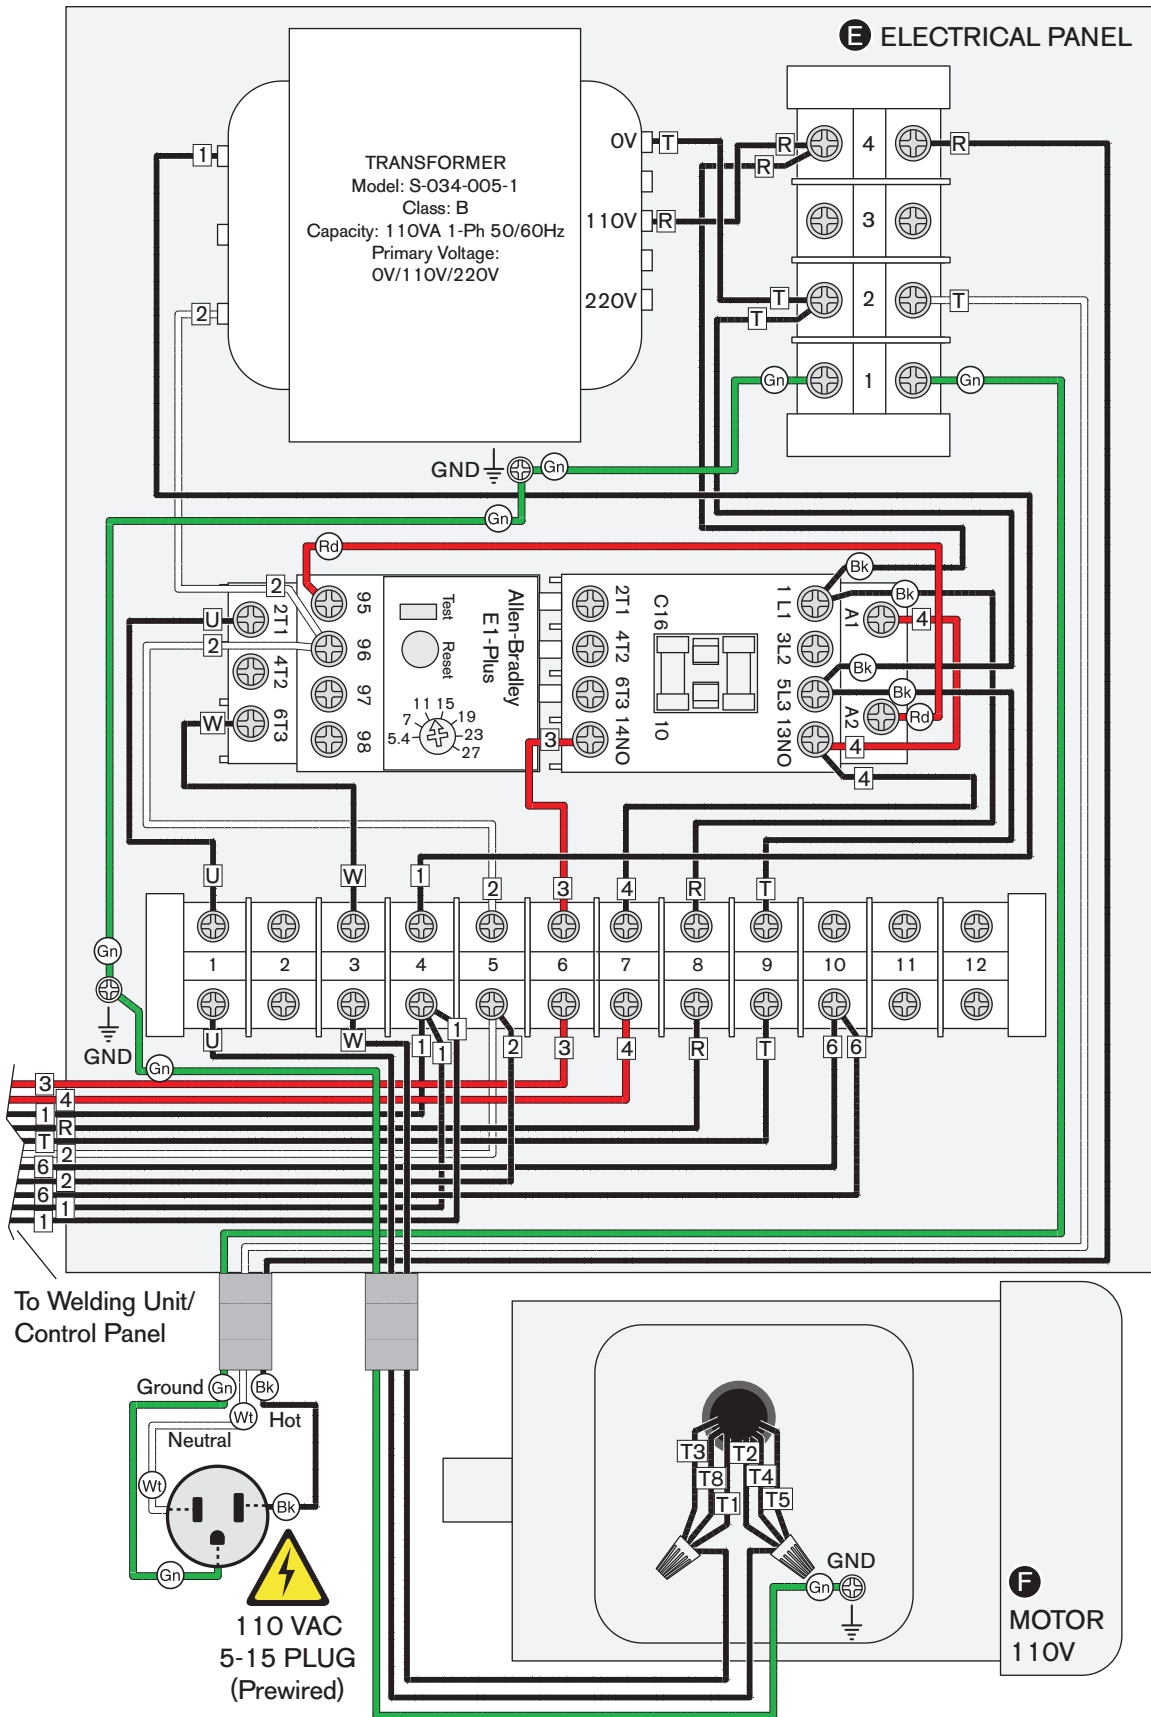 E ELECTRICAL PANEL
TRANSFORMER
Model: S-034-005-1
Class: B
Capacity: 110VA 1-Ph 50/60Hz
Primary Voltage:
0V/110V/220V
1
2
0V
110V
220V
T
R
R
R
T
T
4
3
2
1
R
T
Gn
Gn
GND
Gn
Gn
Rd
2
U
2
W
2T1
4T2
6T3
95
96
97
98
Test
Reset
Allen-Bradley
E1-Plus
5.4
7
11
15
19
23
27
2T1
4T2
6T3
14NO
C16
10
1 L1
3L2
5L3
13NO
A1
A2
Bk
Bk
4
Bk
Bk
Rd
3
4
4
U
W
1
2
3
4
R
T
Gn
1
2
3
4
5
6
7
8
9
10
11
12
GND
U
W
1
1
1
2
3
4
R
T
6
6
Gn
3
4
1
R
T
2
6
2
6
1
1
To Welding Unit/
Control Panel
Ground
Gn
Bk
Wt
Hot
Neutral
Wt
Bk
Gn
110 VAC
5-15 PLUG
(Prewired)
T3
T2
T8
T4
T1
T5
GND
Gn
F
MOTOR
110V